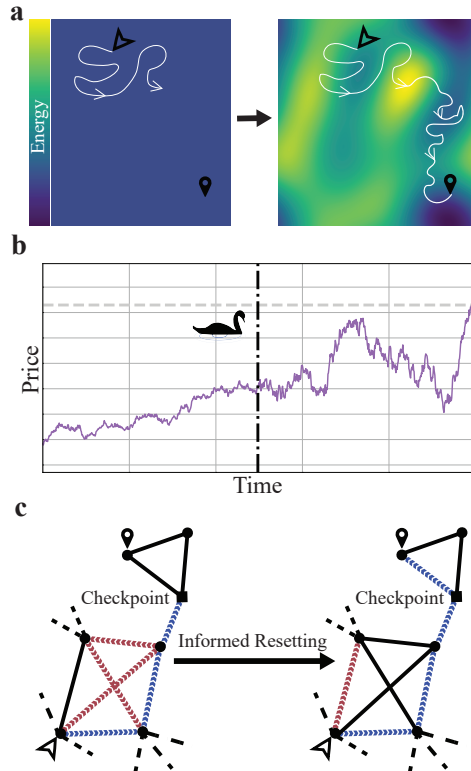 a
Energy
b
Price
Time
c
Checkpoint
Checkpoint
Informed Resetting